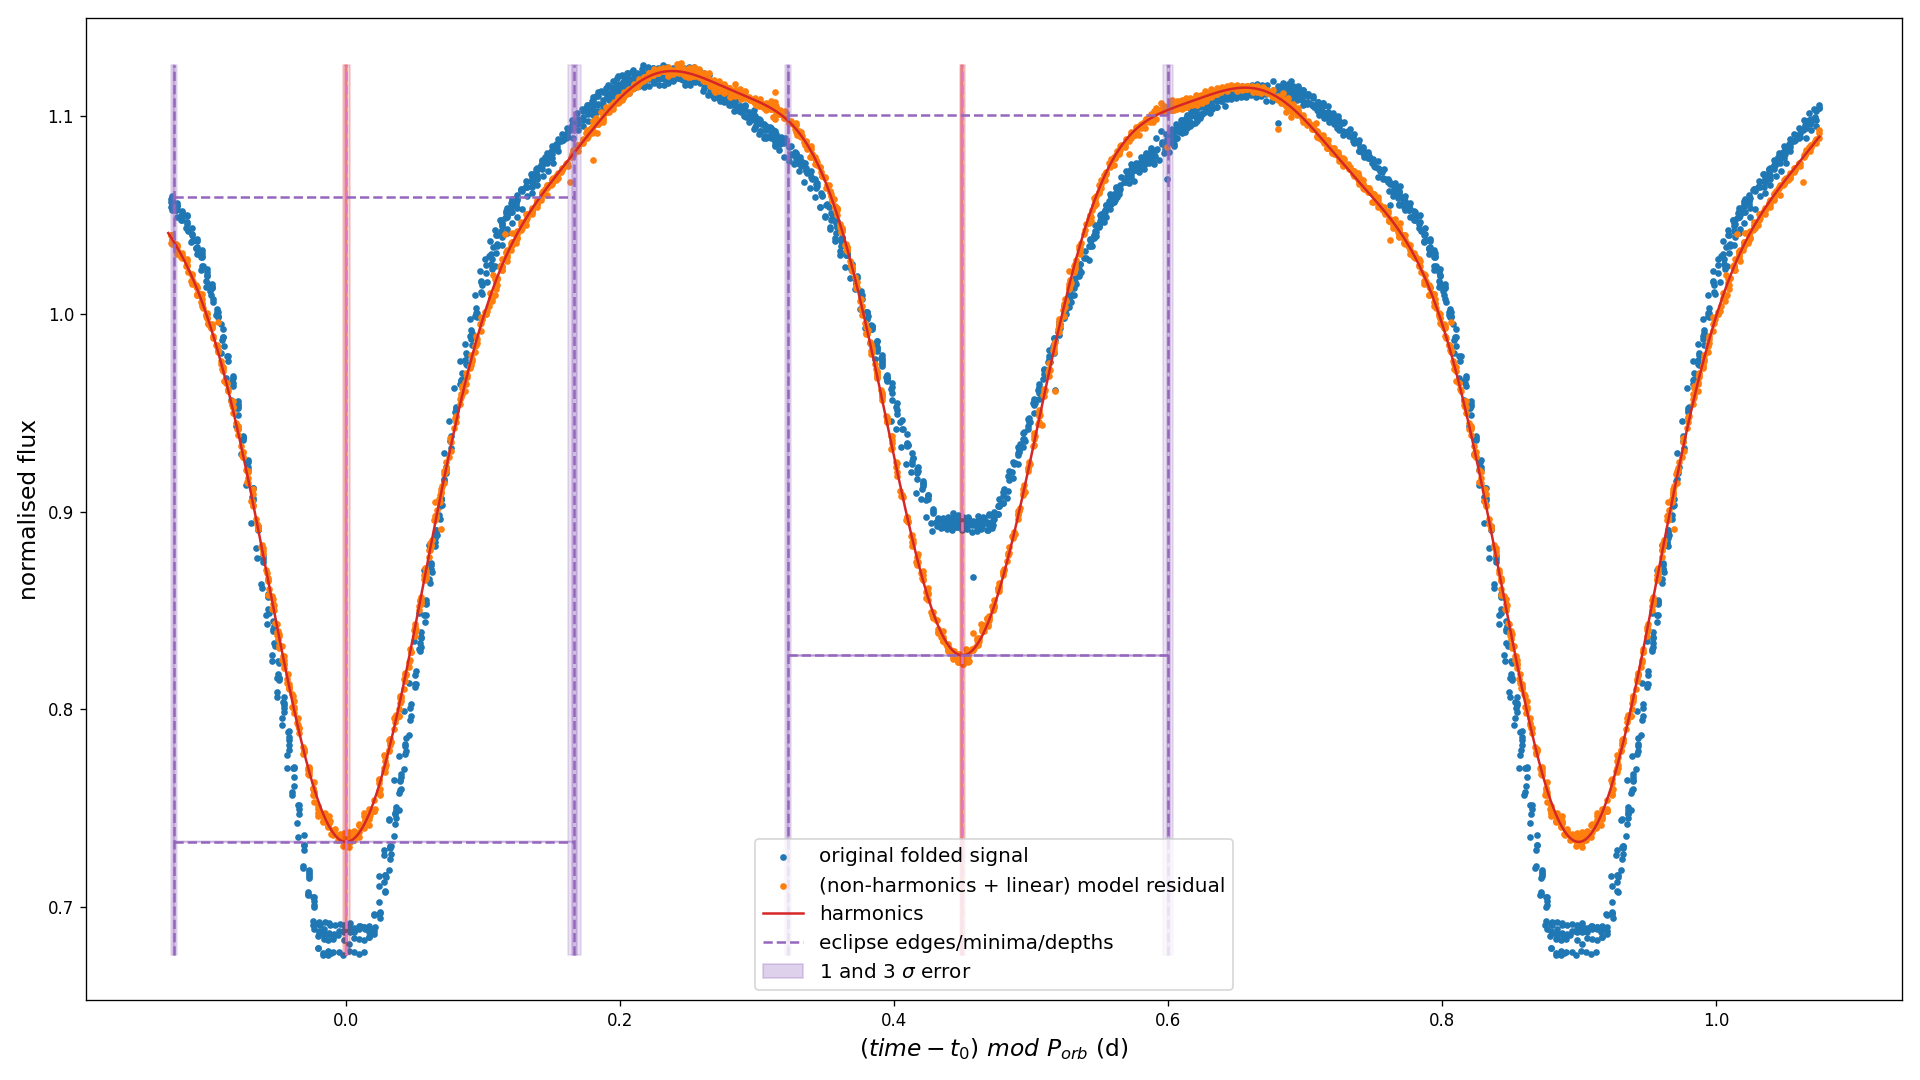 normalised flux
1.1
1.0
0.9
0.8
0.7
0.0
0.2
0.4
0.6
0.8
1.0
(time − t₀) mod Pₒᵣb (d)
original folded signal
(non-harmonics + linear) model residual
harmonics
eclipse edges/minima/depths
1 and 3 σ error